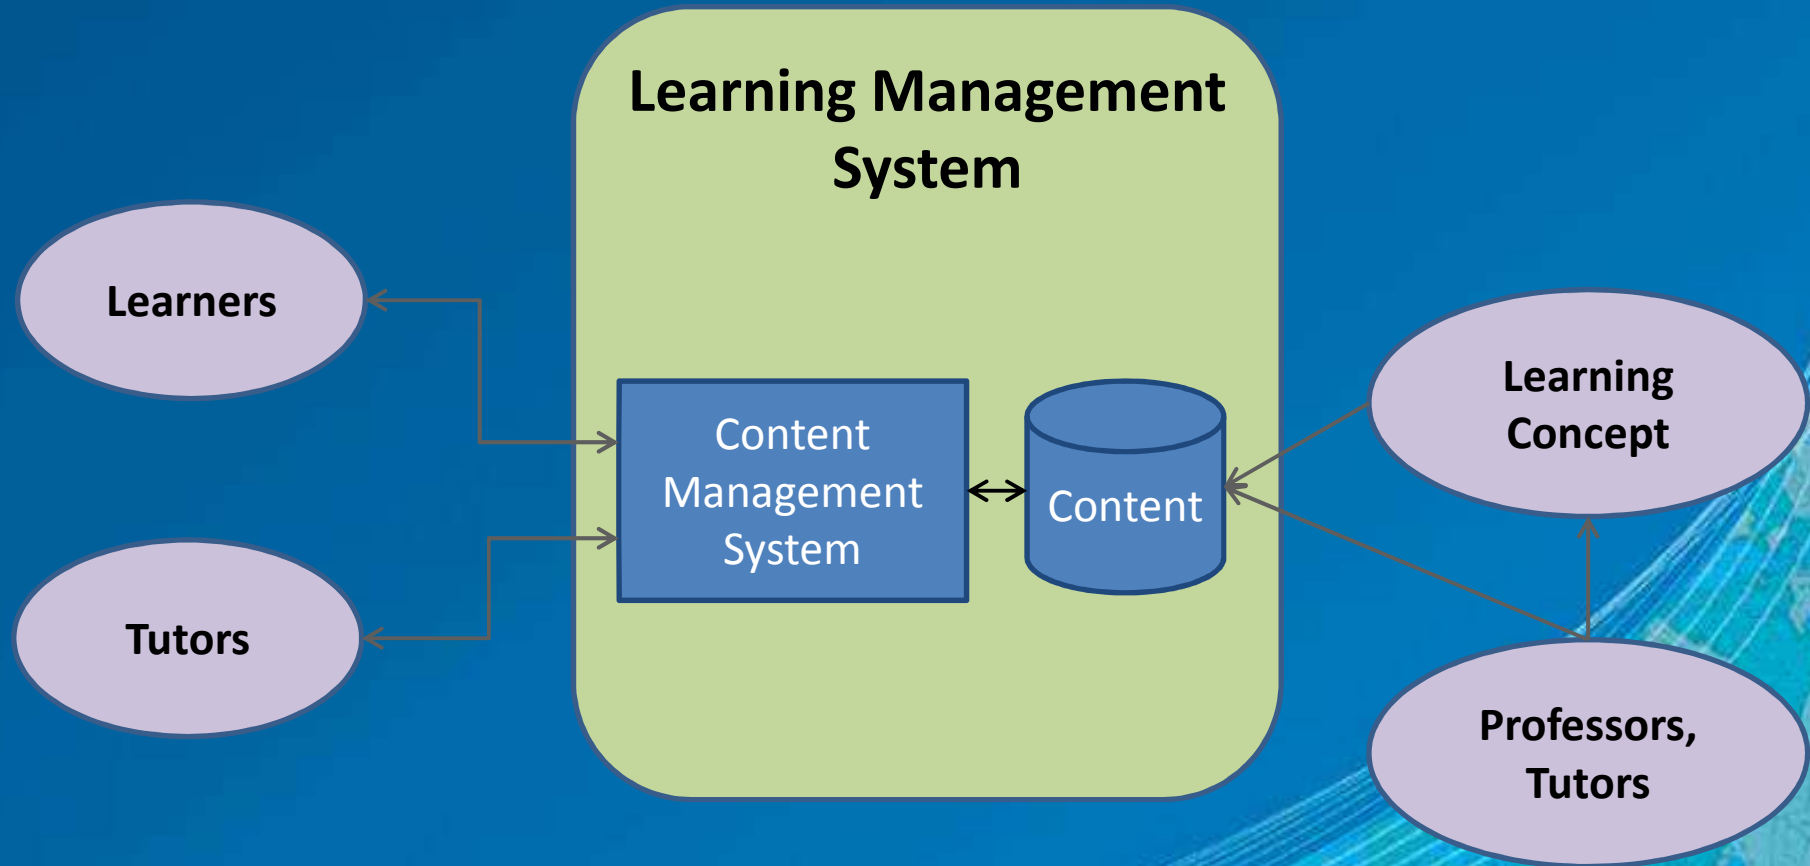 Learning Management
System
Learners
Tutors
Content
Management
System
Content
Learning
Concept
Professors,
Tutors